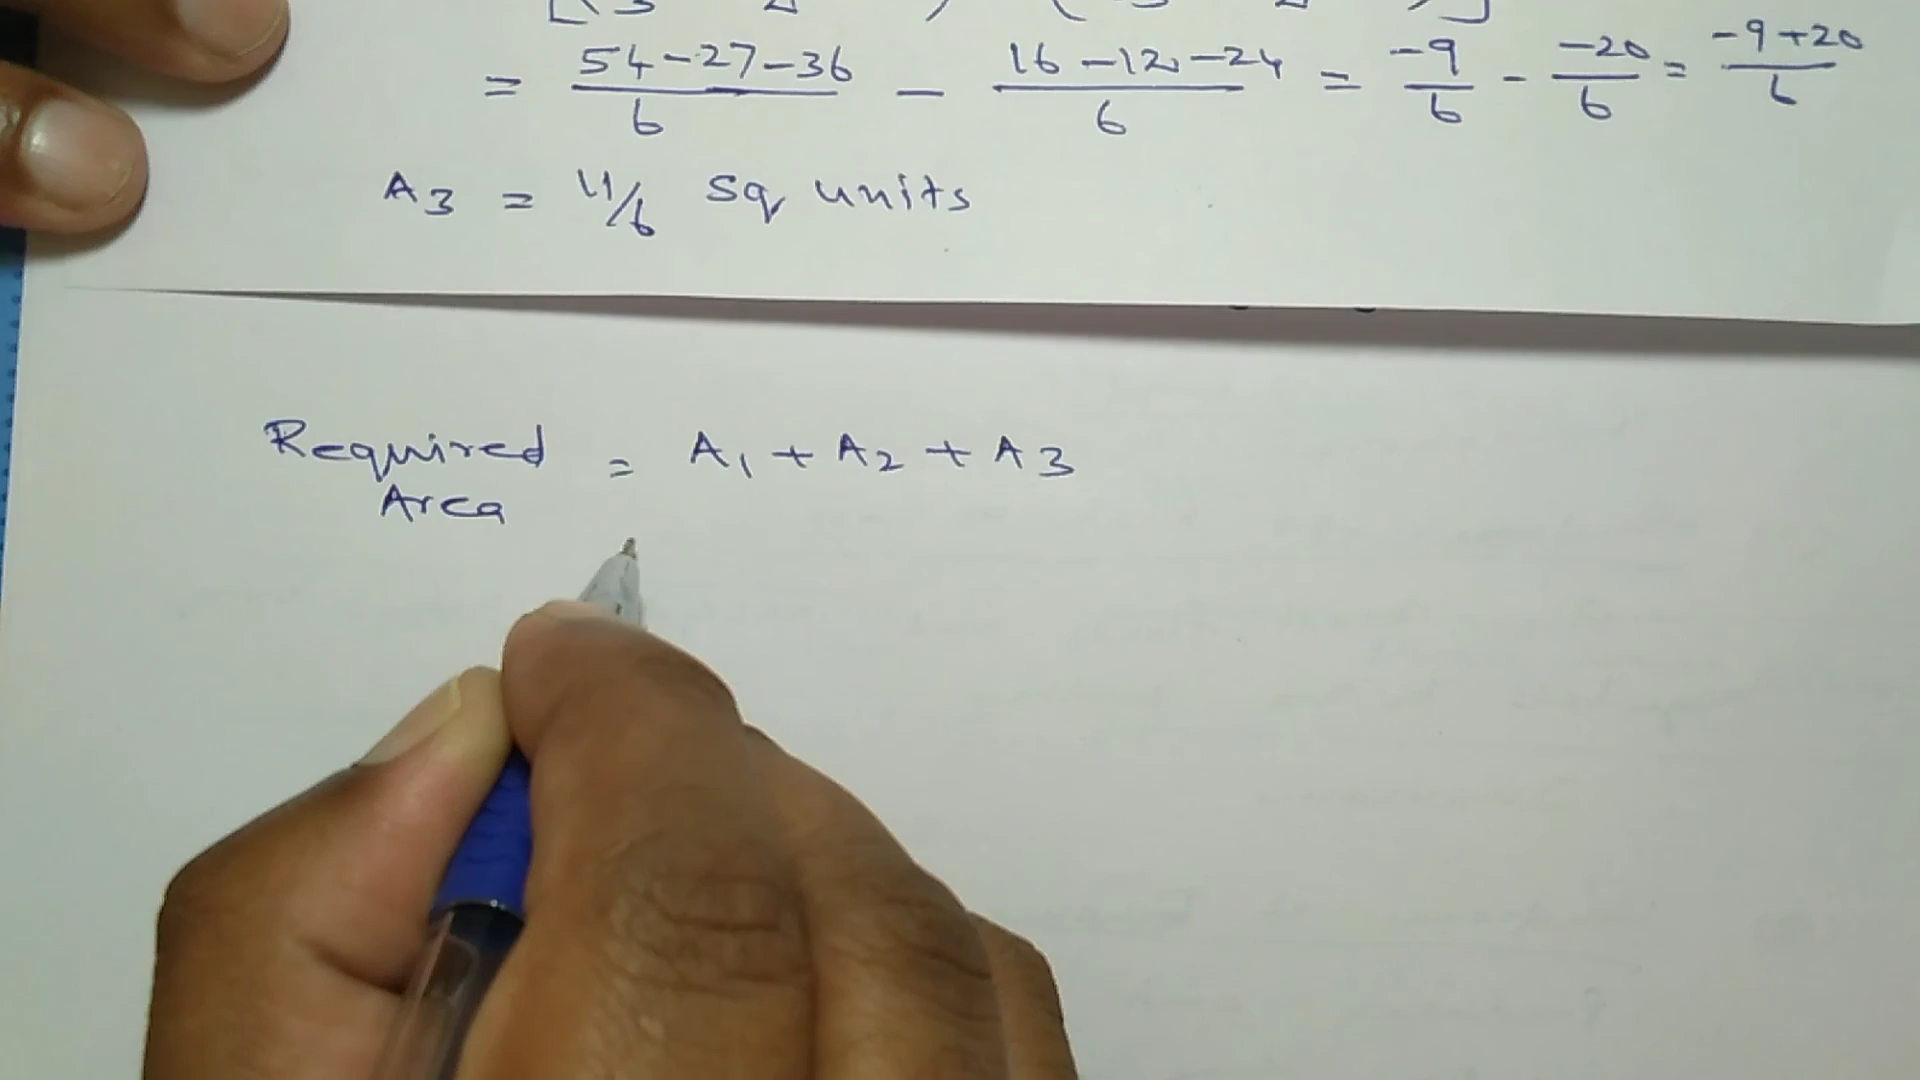 = 54-27-36/6 - 16-12-24/6 = -9/6 - -20/6 = -9+20/6
A3 = 11/6 sq units
Required = A1 + A2 + A3
Area